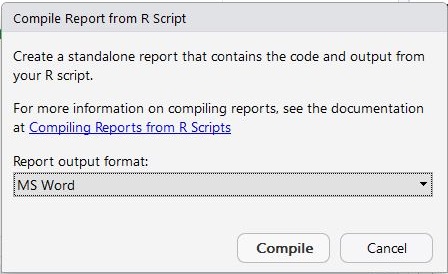 Compile Report from R Script
Create a standalone report that contains the code and output from
your R script.
For more information on compiling reports, see the documentation
at Compiling Reports from R Scripts
Report output format:
MS Word
Compile
Cancel